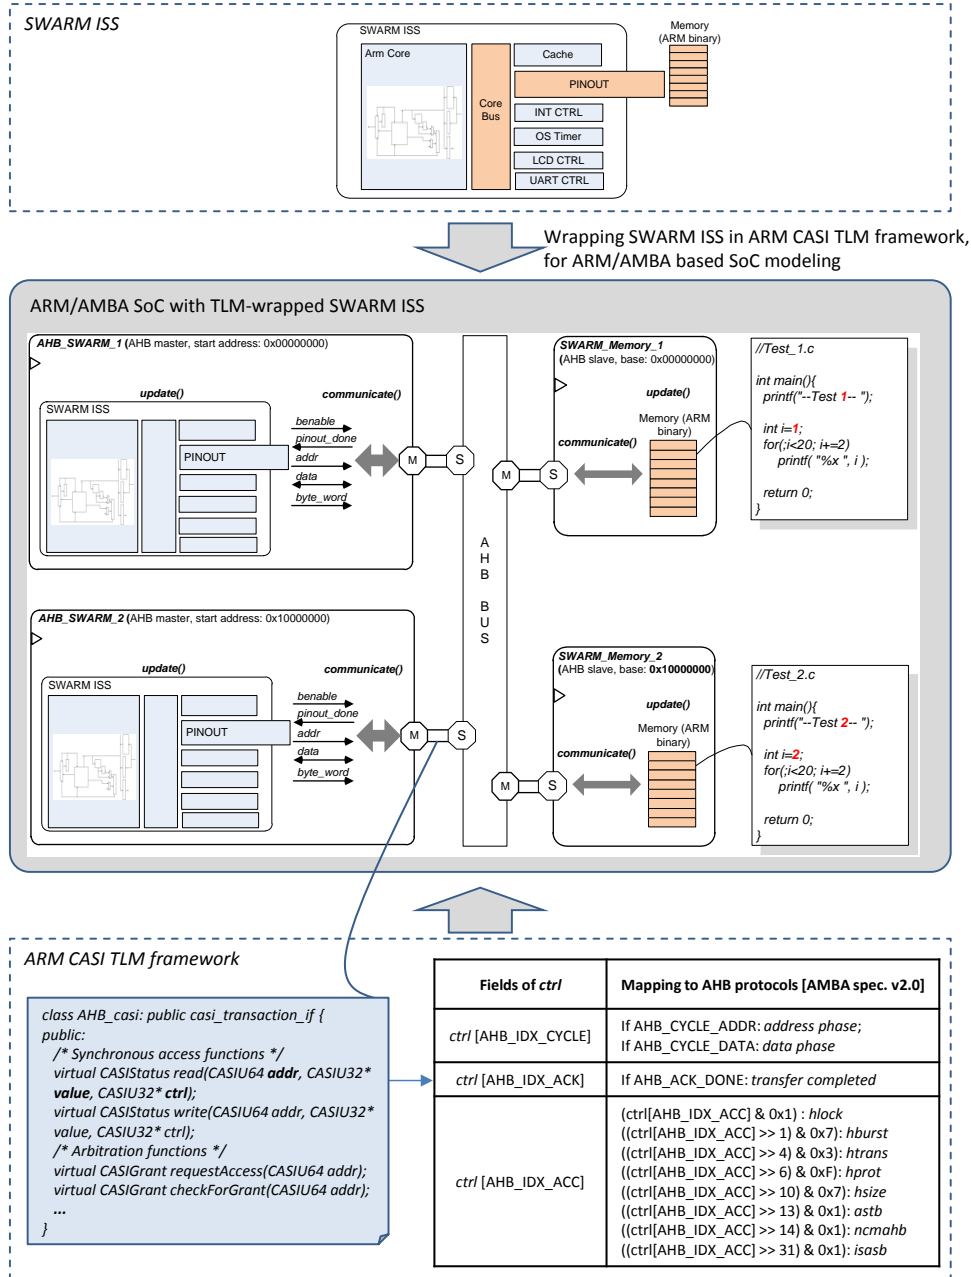 SWARM ISS
SWARM ISS
Memory
(ARM binary)
Arm Core
Core
Bus
Cache
PINOUT
INT CTRL
OS Timer
LCD CTRL
UART CTRL
Wrapping SWARM ISS in ARM CASI TLM framework,
for ARM/AMBA based SoC modeling
ARM/AMBA SoC with TLM-wrapped SWARM ISS
AHB_SWARM_1 (AHB master, start address: 0x00000000)
update()
communicate()
SWARM ISS
PINOUT
benable
pinout_done
addr
data
byte_word
M
S
A
H
B
B
U
S
M
S
SWARM_Memory_1
(AHB slave, base: 0x00000000)
update()
Memory (ARM
binary)
communicate()
//Test_1.c
int main(){
printf("--Test 1-- ");
int i=1;
for(;i<20; i+=2)
printf( "%x ", i );
return 0;
}
AHB_SWARM_2 (AHB master, start address: 0x10000000)
update()
communicate()
SWARM ISS
PINOUT
benable
pinout_done
addr
data
byte_word
M
S
M
S
SWARM_Memory_2
(AHB slave, base: 0x10000000)
update()
Memory (ARM
binary)
communicate()
//Test_2.c
int main(){
printf("--Test 2-- ");
int i=2;
for(;i<20; i+=2)
printf( "%x ", i );
return 0;
}
ARM CASI TLM framework
class AHB_casi: public casi_transaction_if {
public:
/* Synchronous access functions */
virtual CASIStatus read(CASIU64 addr, CASIU32*
value, CASIU32* ctrl);
virtual CASIStatus write(CASIU64 addr, CASIU32*
value, CASIU32* ctrl);
/* Arbitration functions */
virtual CASIGrant requestAccess(CASIU64 addr);
virtual CASIGrant checkForGrant(CASIU64 addr);
...
}
Fields of ctrl
Mapping to AHB protocols [AMBA spec. v2.0]
ctrl [AHB_IDX_CYCLE]
If AHB_CYCLE_ADDR: address phase;
If AHB_CYCLE_DATA: data phase
ctrl [AHB_IDX_ACK]
If AHB_ACK_DONE: transfer completed
ctrl [AHB_IDX_ACC]
(ctrl[AHB_IDX_ACC] & 0x1) : hlock
((ctrl[AHB_IDX_ACC] >> 1) & 0x7): hburst
((ctrl[AHB_IDX_ACC] >> 4) & 0x3): htrans
((ctrl[AHB_IDX_ACC] >> 6) & 0xF): hprot
((ctrl[AHB_IDX_ACC] >> 10) & 0x7): hsize
((ctrl[AHB_IDX_ACC] >> 13) & 0x1): astb
((ctrl[AHB_IDX_ACC] >> 14) & 0x1): ncmahb
((ctrl[AHB_IDX_ACC] >> 31) & 0x1): isasb